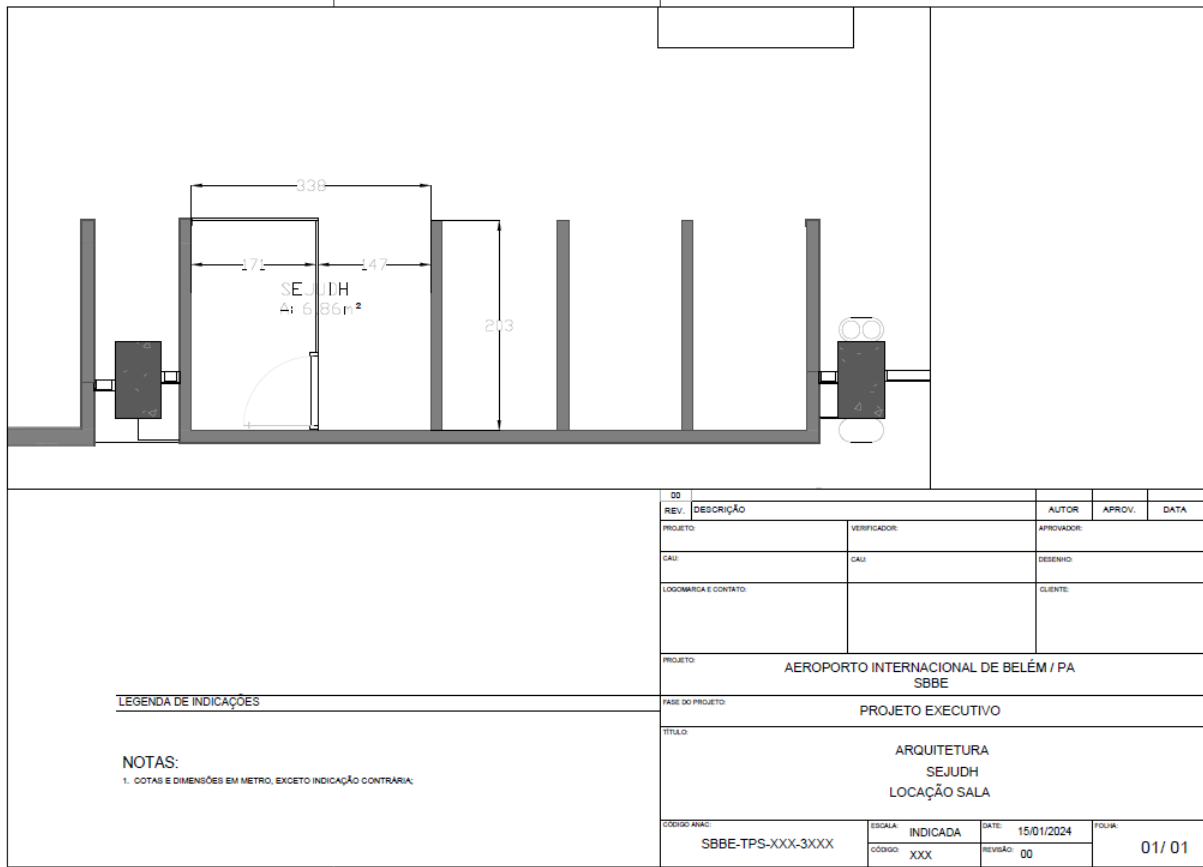 338
171
147
SEJUDH
A: 6.86m²
203
00
REV.
DESCRIÇÃO
AUTOR
APROV.
DATA
PROJETO:
VERIFICADOR:
APROVADOR:
CAU:
CAU:
DESENHO:
LOGOMARCA E CONTATO:
CLIENTE:
PROJETO:
AEROPORTO INTERNACIONAL DE BELÉM / PA
SBBE
LEGENDA DE INDICAÇÕES
FASE DO PROJETO:
PROJETO EXECUTIVO
TÍTULO:
ARQUITETURA
SEJUDH
LOCAÇÃO SALA
NOTAS:
1. COTAS E DIMENSÕES EM METRO, EXCETO INDICAÇÃO CONTRÁRIA;
CÓDIGO ANAC:
SBBE-TPS-XXX-3XXX
ESCALA:
INDICADA
DATE:
15/01/2024
FOLHA:
01/ 01
CÓDIGO:
XXX
REVISÃO:
00